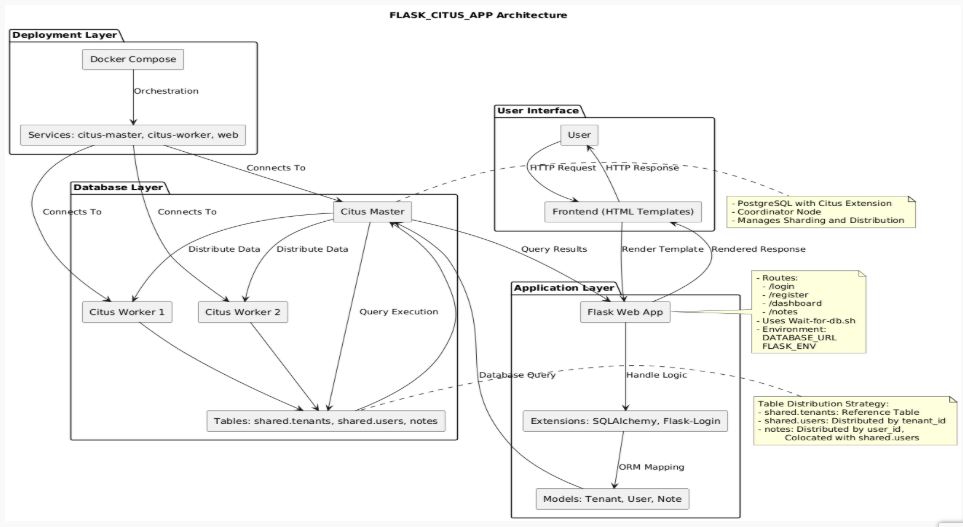 FLASK_CITUS_APP Architecture
Deployment Layer
Docker Compose
Orchestration
Services: citus-master, citus-worker, web
Connects To
Connects To
Connects To
User Interface
User
HTTP Request
HTTP Response
Frontend (HTML Templates)
- PostgreSQL with Citus Extension
- Coordinator Node
- Manages Sharding and Distribution
Database Layer
Citus Master
Distribute Data
Distribute Data
Query Results
Render Template
Rendered Response
Citus Worker 1
Citus Worker 2
Query Execution
Application Layer
Flask Web App
- Routes:
- /login
- /register
- /dashboard
- /notes
- Uses Wait-for-db.sh
- Environment:
DATABASE_URL
FLASK_ENV
Database Query
Handle Logic
Tables: shared.tenants, shared.users, notes
Extensions: SQLAlchemy, Flask-Login
Table Distribution Strategy:
- shared.tenants: Reference Table
- shared.users: Distributed by tenant_id
- notes: Distributed by user_id,
Colocated with shared.users
ORM Mapping
Models: Tenant, User, Note